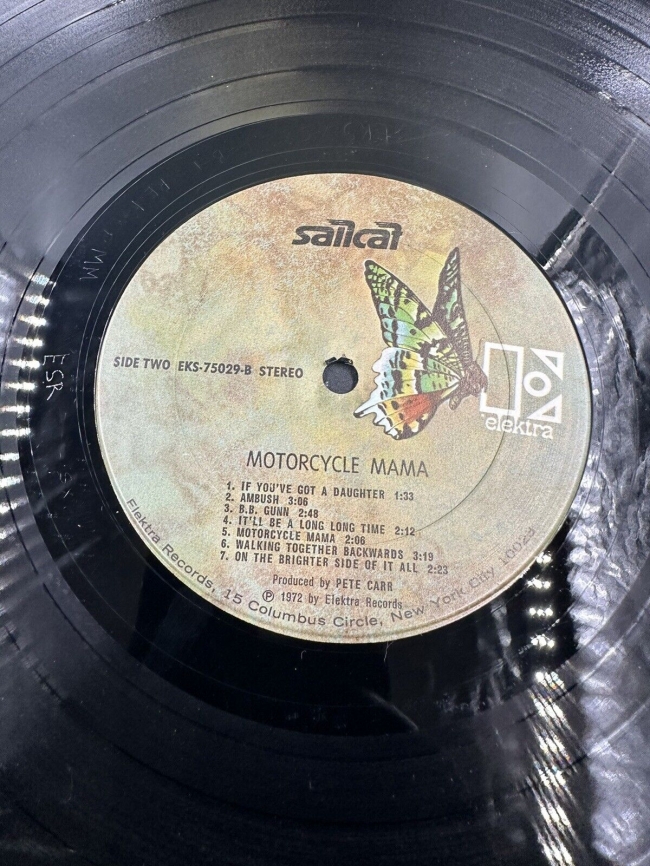 sailcat
SIDE TWO EKS-75029-B STEREO
elektra
MOTORCYCLE MAMA
1. IF YOU'VE GOT A DAUGHTER 1:33
2. AMBUSH 3:06
3. B.B. GUNN 2:48
4. IT'LL BE A LONG LONG TIME 2:12
5. MOTORCYCLE MAMA 2:06
6. WALKING TOGETHER BACKWARDS 3:19
7. ON THE BRIGHTER SIDE OF IT ALL 2:23
Produced by PETE CARR
℗ 1972 by Elektra Records
Elektra Records, 15 Columbus Circle, New York City 10023
MM
ESR